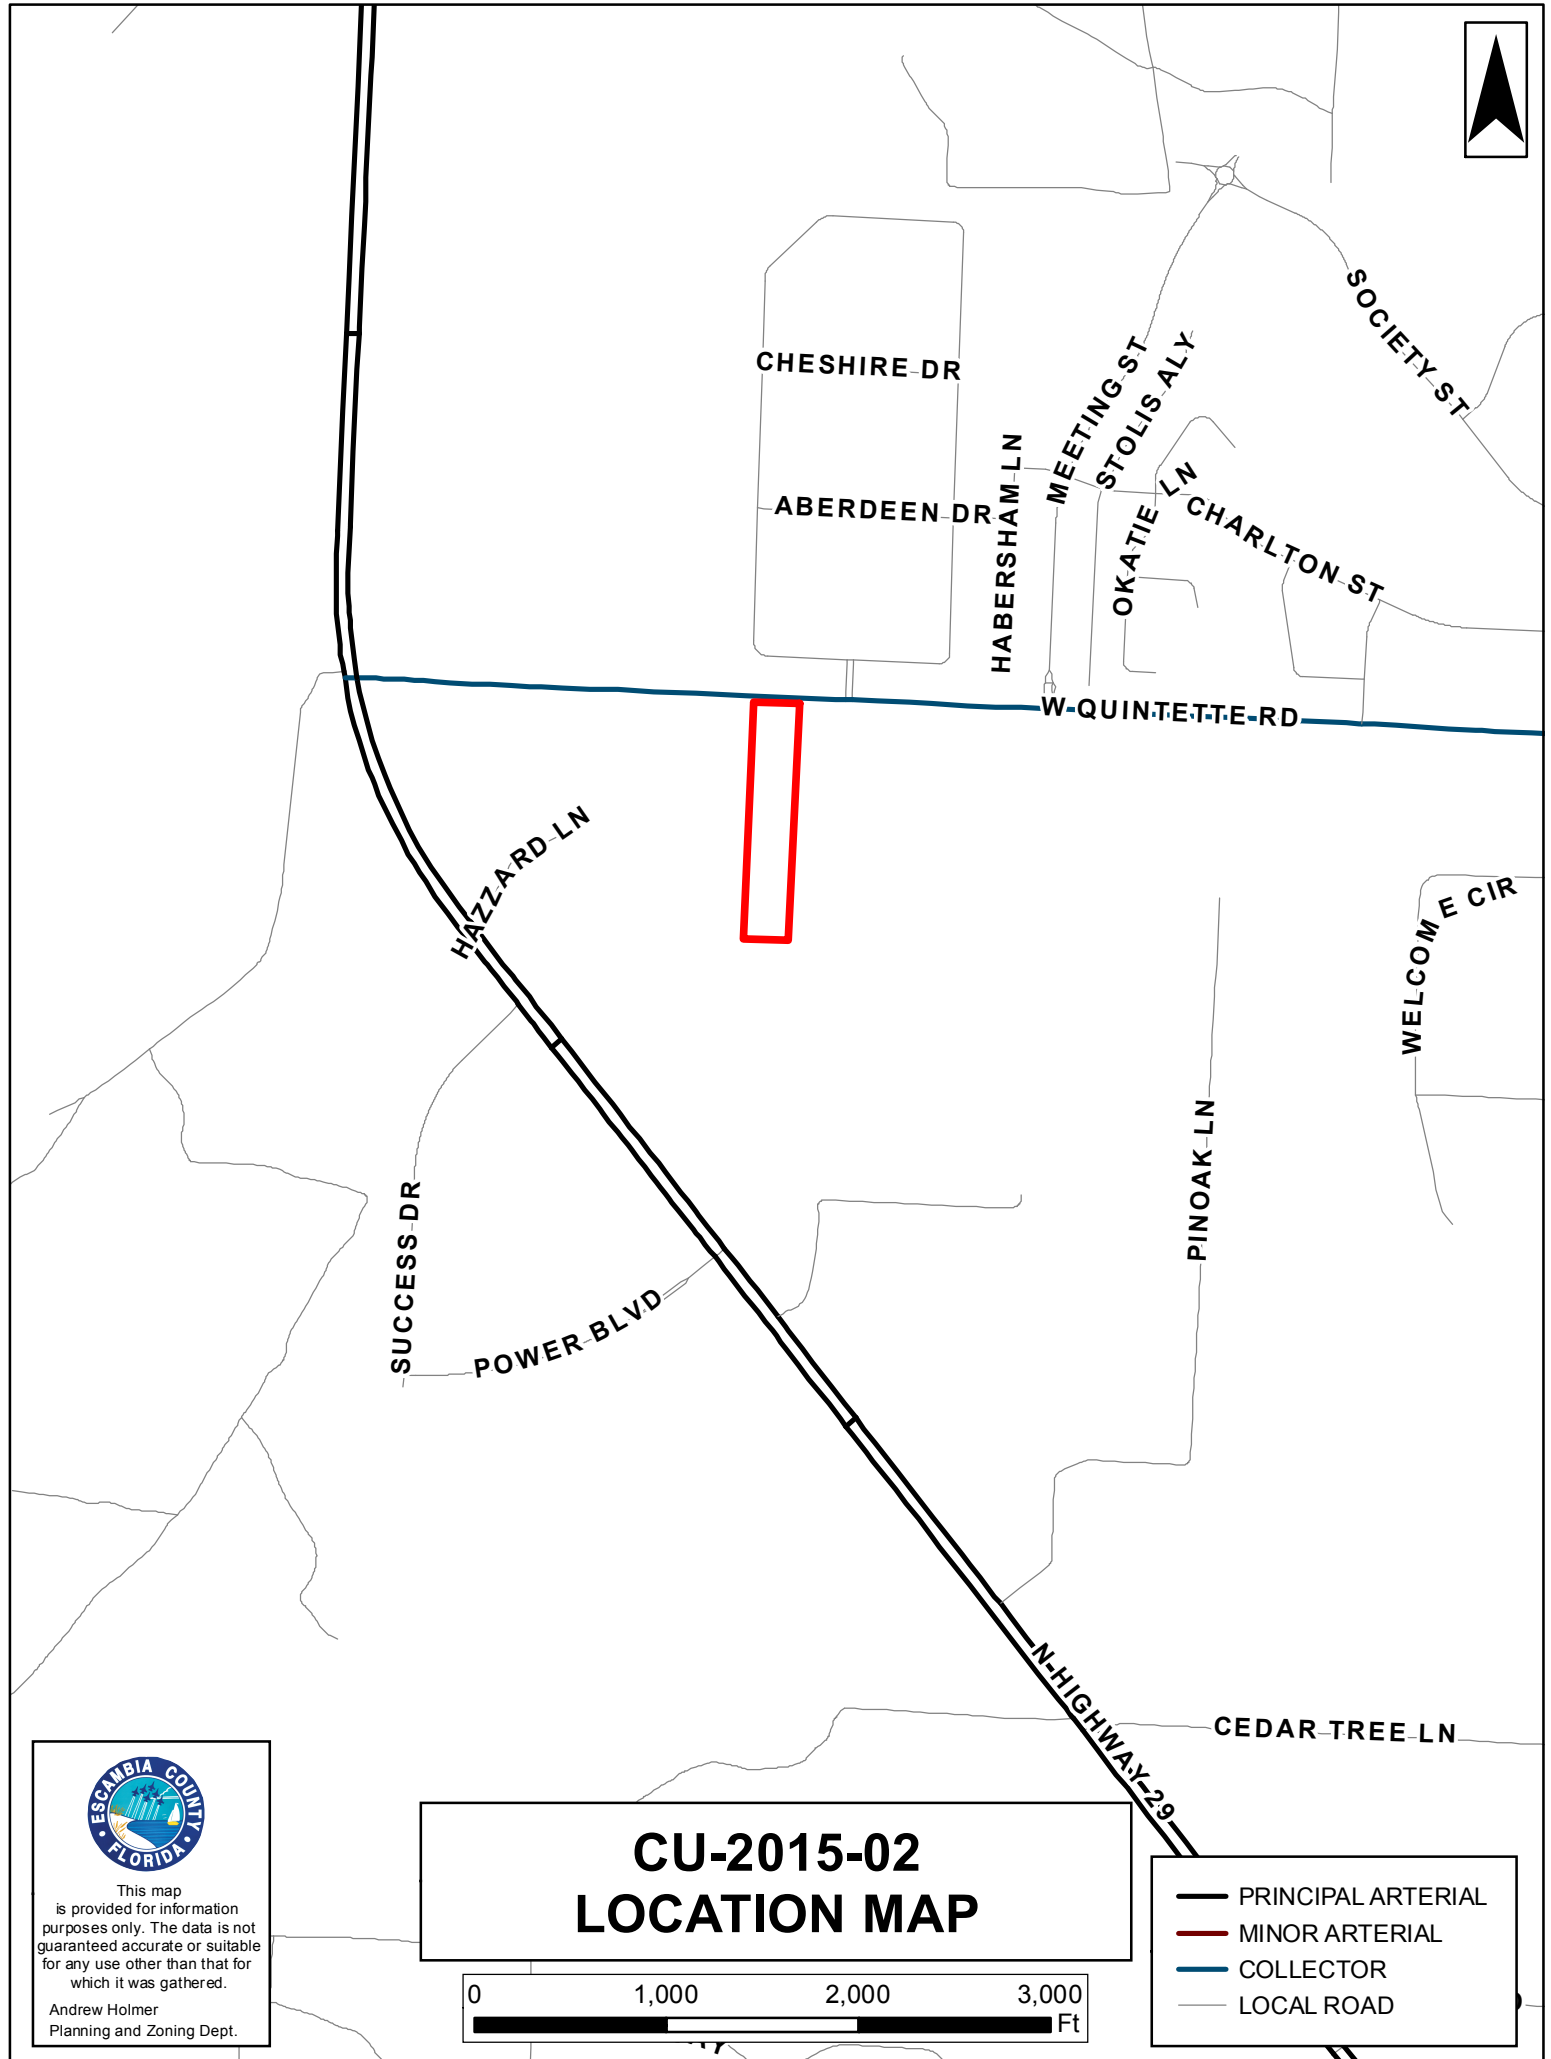 SOCIETY ST
CHESHIRE DR
MEETING ST
STOLIS ALY
HABERSHAM LN
ABERDEEN DR
OKATIE LN
CHARLTON ST
W QUINTETTE RD
HAZZARD LN
WELCOME CIR
PINOAK LN
SUCCESS DR
POWER BLVD
N HIGHWAY 29
CEDAR TREE LN
ESCAMBIA COUNTY
FLORIDA
This map
is provided for information
purposes only. The data is not
guaranteed accurate or suitable
for any use other than that for
which it was gathered.
Andrew Holmer
Planning and Zoning Dept.
CU-2015-02
LOCATION MAP
0 1,000 2,000 3,000
Ft
PRINCIPAL ARTERIAL
MINOR ARTERIAL
COLLECTOR
LOCAL ROAD